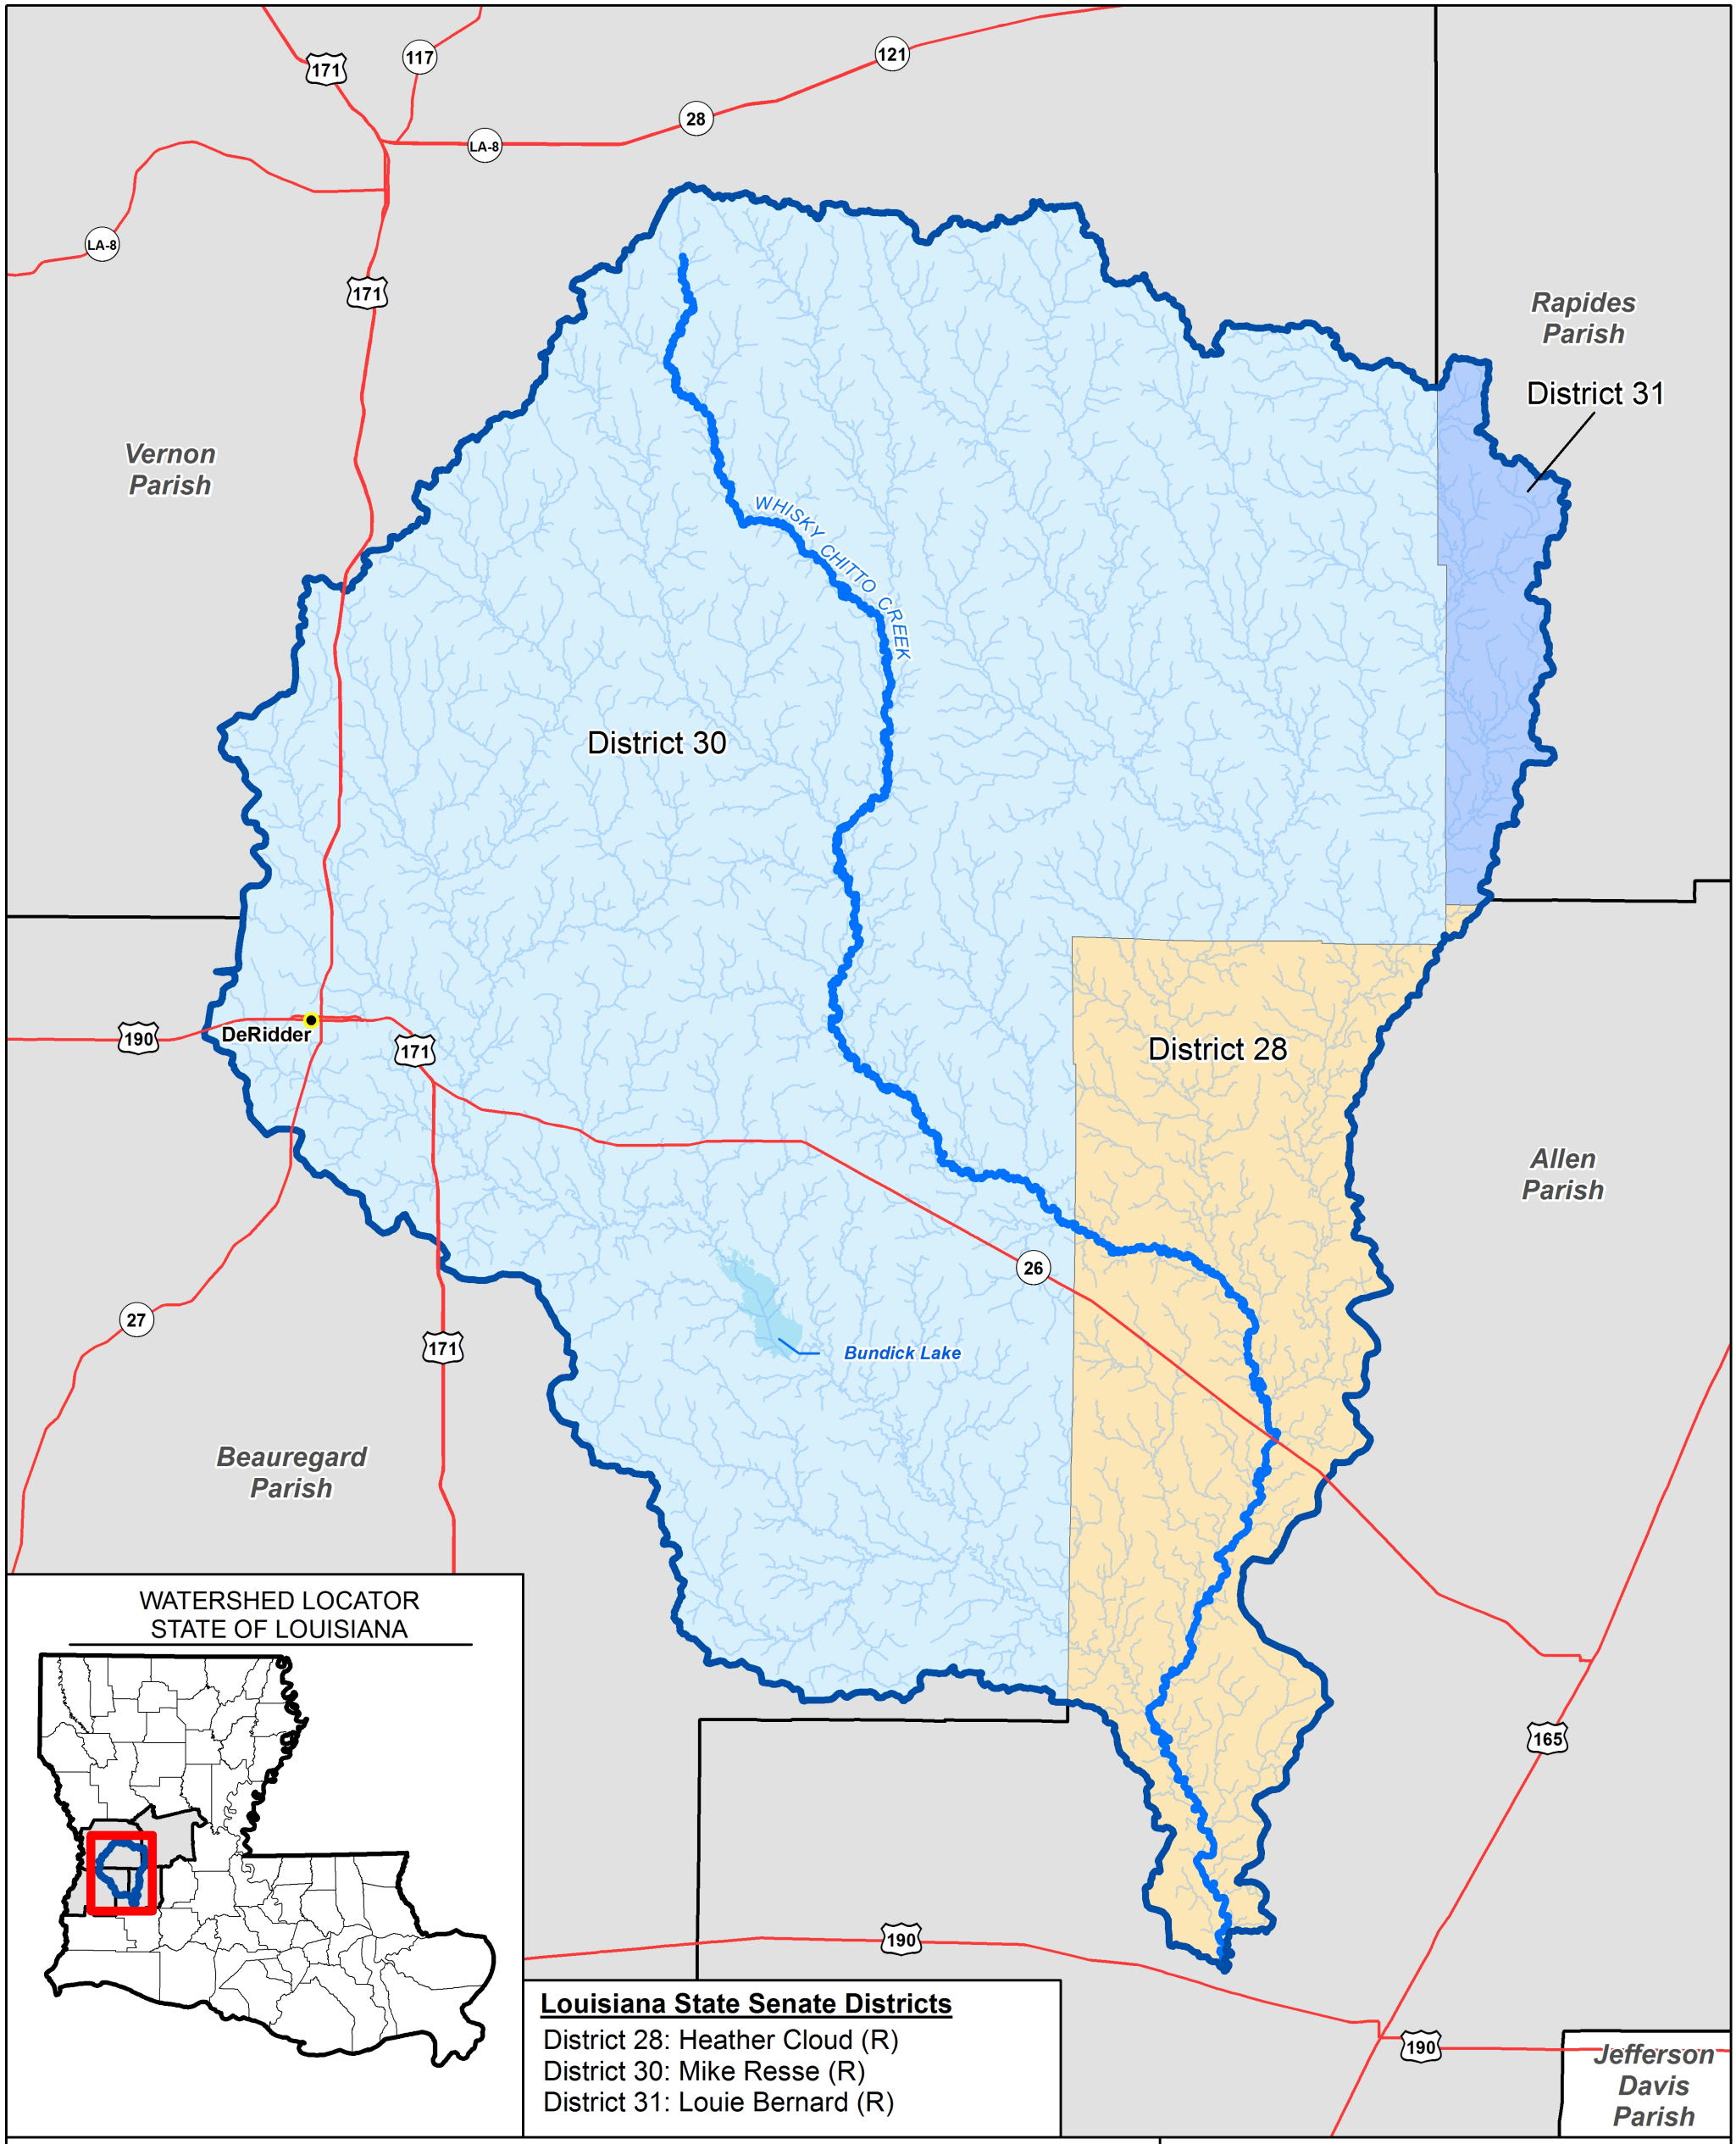 171
117
121
28
LA-8
LA-8
171
Rapides
Parish
District 31
Vernon
Parish
WHISKY CHITTO CREEK
District 30
190
DeRidder
171
District 28
Allen
Parish
26
27
171
Bundick Lake
Beauregard
Parish
WATERSHED LOCATOR
STATE OF LOUISIANA
165
190
Louisiana State Senate Districts
District 28: Heather Cloud (R)
District 30: Mike Resse (R)
District 31: Louie Bernard (R)
190
Jefferson
Davis
Parish